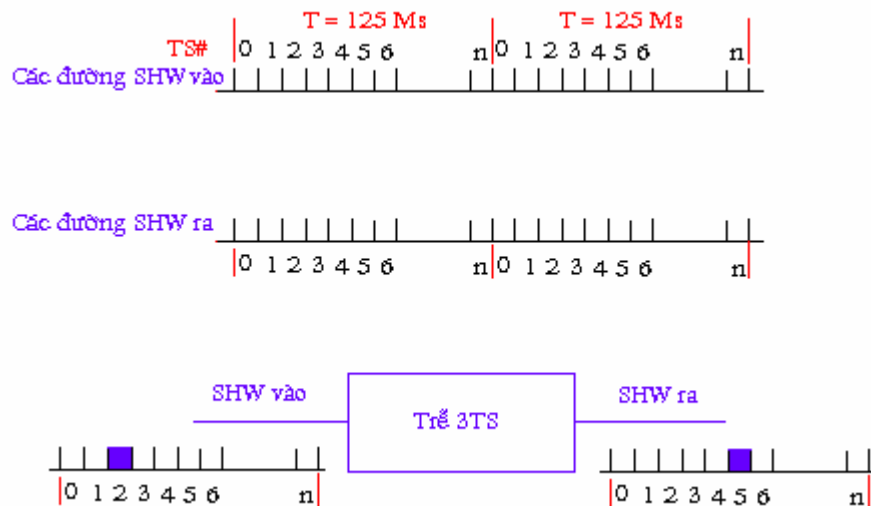 T = 125 Ms T = 125 Ms
TS# 0 1 2 3 4 5 6 n 0 1 2 3 4 5 6 n
Các đường SHW vào
Các đường SHW ra
0 1 2 3 4 5 6 n 0 1 2 3 4 5 6 n
SHW vào
Trễ 3TS
SHW ra
0 1 2 3 4 5 6 n
0 1 2 3 4 5 6 n